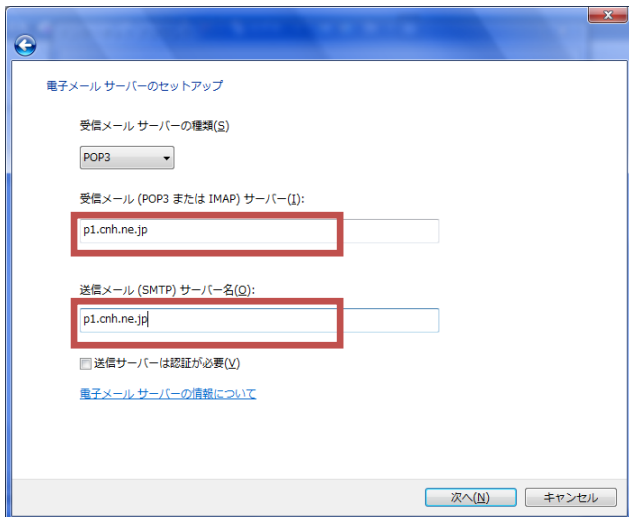 電子メール サーバーのセットアップ
受信メール サーバーの種類(S)
POP3
受信メール (POP3 または IMAP) サーバー(I):
p1.cnh.ne.jp
送信メール (SMTP) サーバー名(O):
p1.cnh.ne.jp
送信サーバーは認証が必要(V)
電子メール サーバーの情報について
次へ(N) キャンセル